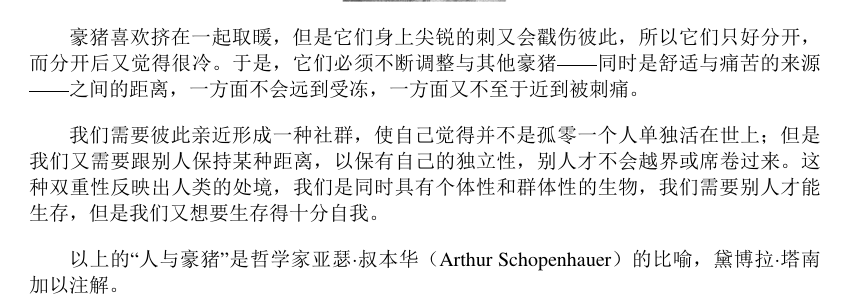 豪猪喜欢挤在一起取暖，但是它们身上尖锐的刺又会戳伤彼此，所以它们只好分开，
而分开后又觉得很冷。于是，它们必须不断调整与其他豪猪——同时是舒适与痛苦的来源
——之间的距离，一方面不会远到受冻，一方面又不至于近到被刺痛。
我们需要彼此亲近形成一种社群，使自己觉得并不是孤零一个人单独活在世上；但是
我们又需要跟别人保持某种距离，以保有自己的独立性，别人才不会越界或席卷过来。这
种双重性反映出人类的处境，我们是同时具有个体性和群体性的生物，我们需要别人才能
生存，但是我们又想要生存得十分自我。
以上的“人与豪猪”是哲学家亚瑟·叔本华（Arthur Schopenhauer）的比喻，黛博拉·塔南
加以注解。